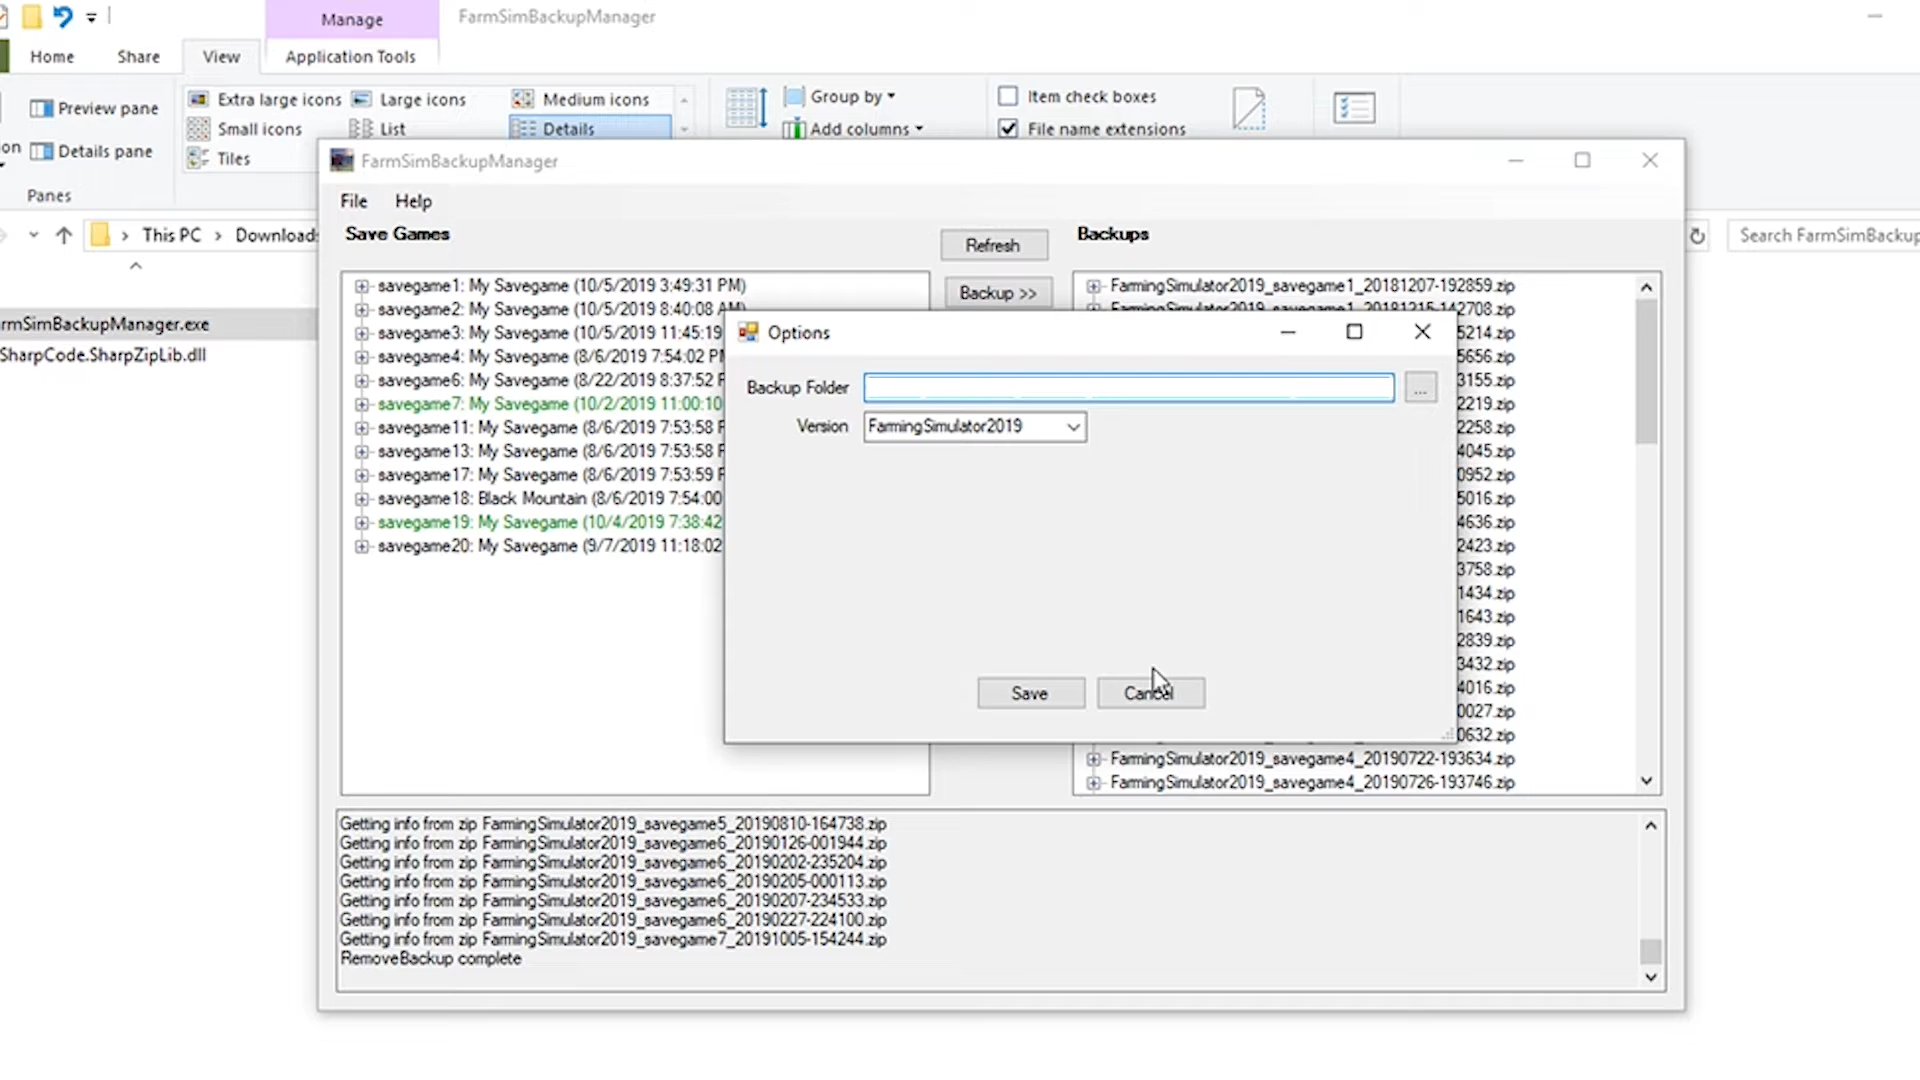 Manage
FarmSimBackupManager
Home
Share
View
Application Tools
Preview pane
Extra large icons
Large icons
Medium icons
Group by
Item check boxes
Small icons
List
Details
Add columns
File name extensions
on
Details pane
Tiles
Panes
This PC
Downloads
Search FarmSimBackup
rmSimBackupManager.exe
SharpCode.SharpZipLib.dll
FarmSimBackupManager
File
Help
Save Games
Refresh
Backups
Backup >>
savegame1: My Savegame (10/5/2019 3:49:31 PM)
savegame2: My Savegame (10/5/2019 8:40:08 AM)
savegame3: My Savegame (10/5/2019 11:45:19
savegame4: My Savegame (8/6/2019 7:54:02 PM
savegame6: My Savegame (8/22/2019 8:37:52 P
savegame7: My Savegame (10/2/2019 11:00:10
savegame11: My Savegame (8/6/2019 7:53:58 P
savegame13: My Savegame (8/6/2019 7:53:58 P
savegame17: My Savegame (8/6/2019 7:53:59 P
savegame18: Black Mountain (8/6/2019 7:54:00
savegame19: My Savegame (10/4/2019 7:38:42
savegame20: My Savegame (9/7/2019 11:18:02
Options
Backup Folder
...
Version
FarmingSimulator2019
Save
Cancel
FarmingSimulator2019_savegame1_20181207-192859.zip
FarmingSimulator2019_savegame1_20181215-142708.zip
5214.zip
5656.zip
3155.zip
2219.zip
2258.zip
4045.zip
0952.zip
5016.zip
4636.zip
2423.zip
3758.zip
1434.zip
1643.zip
2839.zip
3432.zip
4016.zip
0027.zip
0632.zip
FarmingSimulator2019_savegame4_20190722-193634.zip
FarmingSimulator2019_savegame4_20190726-193746.zip
Getting info from zip FarmingSimulator2019_savegame5_20190810-164738.zip
Getting info from zip FarmingSimulator2019_savegame6_20190126-001944.zip
Getting info from zip FarmingSimulator2019_savegame6_20190202-235204.zip
Getting info from zip FarmingSimulator2019_savegame6_20190205-000113.zip
Getting info from zip FarmingSimulator2019_savegame6_20190207-234533.zip
Getting info from zip FarmingSimulator2019_savegame6_20190227-224100.zip
Getting info from zip FarmingSimulator2019_savegame7_20191005-154244.zip
RemoveBackup complete